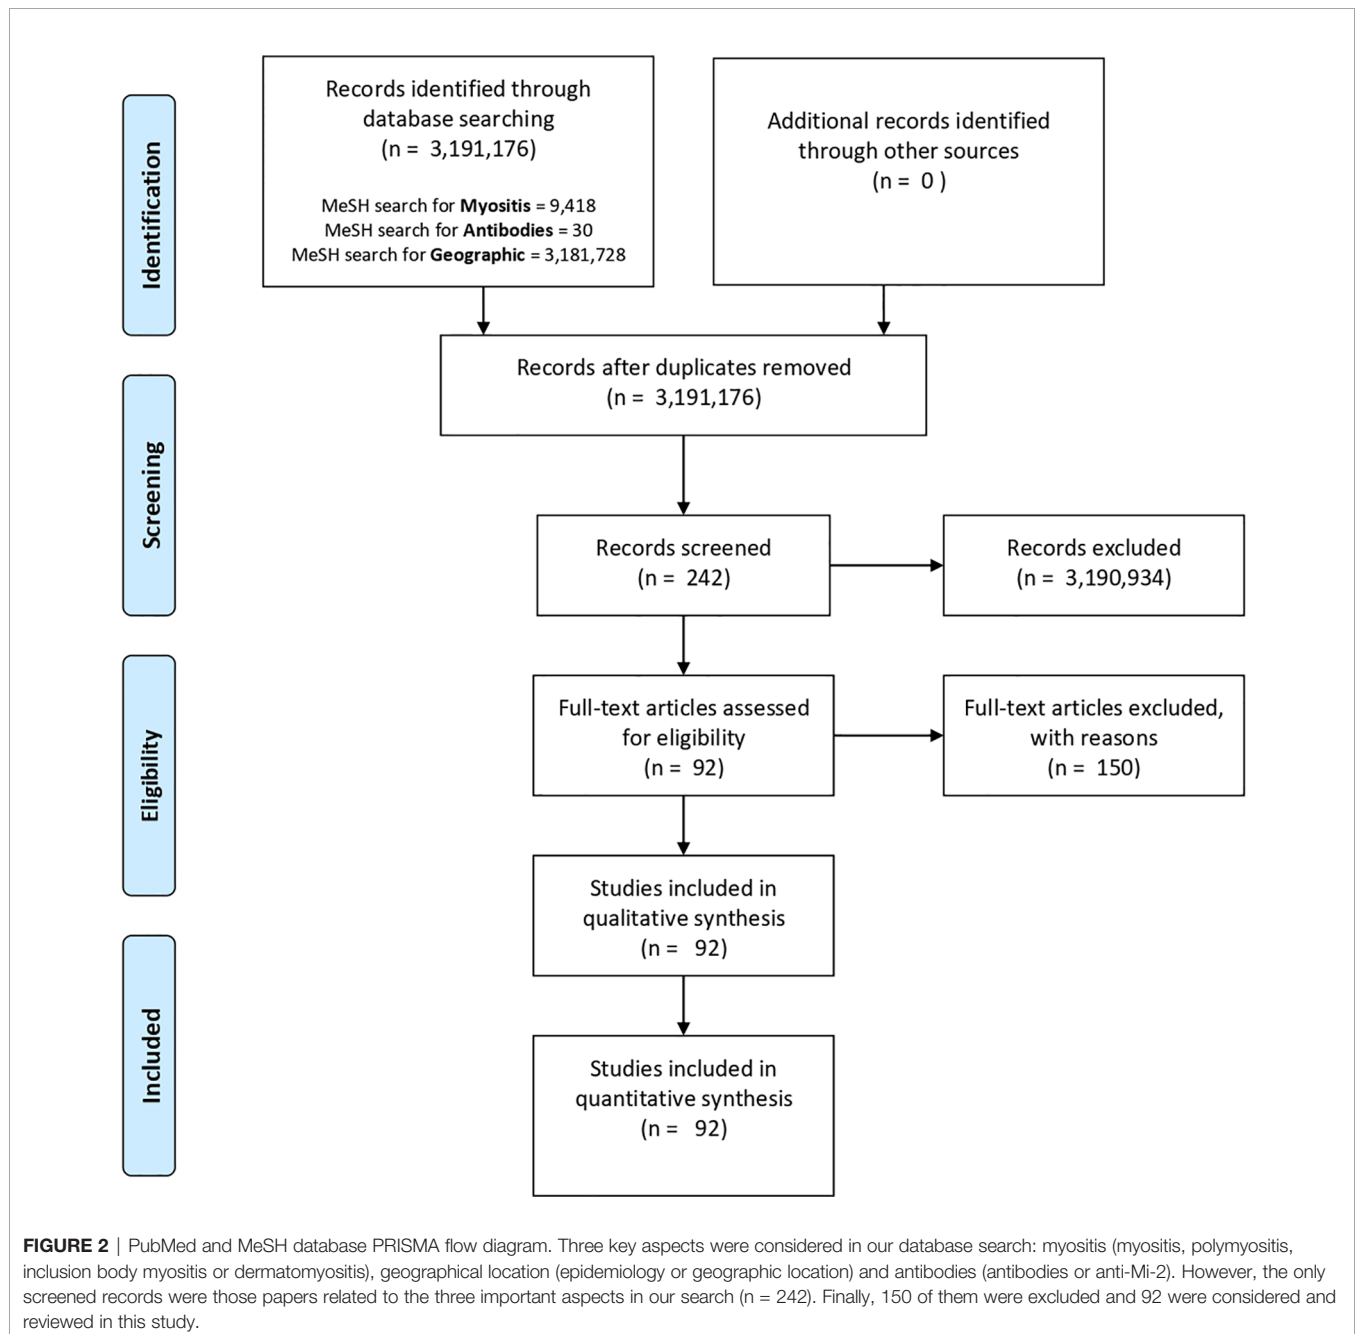 Identification
Records identified through
database searching
(n = 3,191,176)
MeSH search for Myositis = 9,418
MeSH search for Antibodies = 30
MeSH search for Geographic = 3,181,728
Additional records identified
through other sources
(n = 0 )
Records after duplicates removed
(n = 3,191,176)
Screening
Records screened
(n = 242)
Records excluded
(n = 3,190,934)
Eligibility
Full-text articles assessed
for eligibility
(n = 92)
Full-text articles excluded,
with reasons
(n = 150)
Studies included in
qualitative synthesis
(n = 92)
Included
Studies included in
quantitative synthesis
(n = 92)
FIGURE 2 | PubMed and MeSH database PRISMA flow diagram. Three key aspects were considered in our database search: myositis (myositis, polymyositis,
inclusion body myositis or dermatomyositis), geographical location (epidemiology or geographic location) and antibodies (antibodies or anti-Mi-2). However, the only
screened records were those papers related to the three important aspects in our search (n = 242). Finally, 150 of them were excluded and 92 were considered and
reviewed in this study.